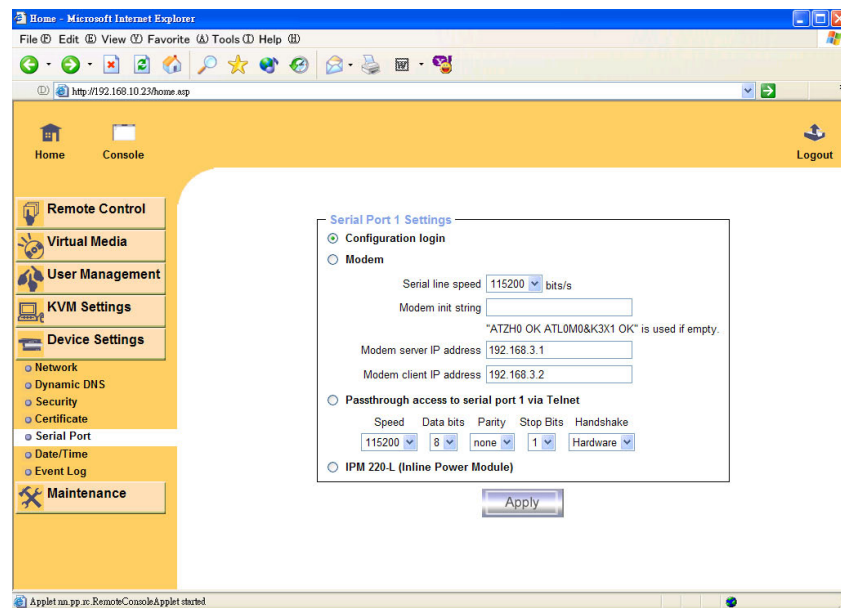 Home - Microsoft Internet Explorer
File(F) Edit (E) View (V) Favorite (A) Tools(T) Help (H)
(D) http://192.168.10.23/home.asp
Home
Console
Logout
Remote Control
Virtual Media
User Management
KVM Settings
Device Settings
Network
Dynamic DNS
Security
Certificate
Serial Port
Date/Time
Event Log
Maintenance
Serial Port 1 Settings
Configuration login
Modem
Serial line speed 115200 bits/s
Modem init string
"ATZH0 OK ATL0M0&K3X1 OK" is used if empty.
Modem server IP address 192.168.3.1
Modem client IP address 192.168.3.2
Passthrough access to serial port 1 via Telnet
Speed Data bits Parity Stop Bits Handshake
115200 8 none 1 Hardware
IPM 220-L (Inline Power Module)
Apply
Applet nn.pp.rc.RemoteConsoleApplet started